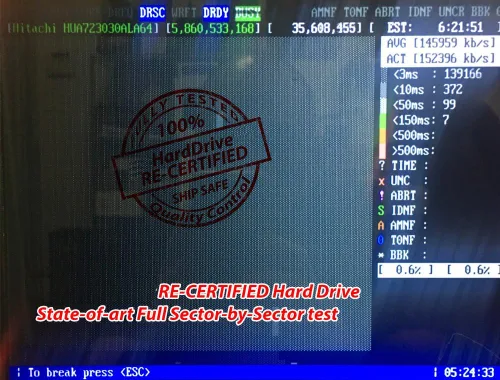 DREQ DRSC WRFT DRDY BUSY AMNF TONF ABRT IDNF UNCR BBK
[Hitachi HUA723030ALA64] [5,860,533,168] [ 35,608,455] [ EST: 6:21:51
AVG [145959 kb/s]
ACT [152396 kb/s]
<3ms: 139166
<10ms: 372
<50ms: 99
<150ms: 7
<500ms:
>500ms:
? TIME :
x UNC :
! ABRT :
S IDNF :
A AMNF :
0 TONF :
* BBK :
[ 0.6% ] [ 0.6% ]
FULLY TESTED
100%
HardDrive
RE-CERTIFIED
SHIP SAFE
Quality Control
RE-CERTIFIED Hard Drive
State-of-art Full Sector-by-Sector test
¦ To break press <ESC> ¦ 05:24:33